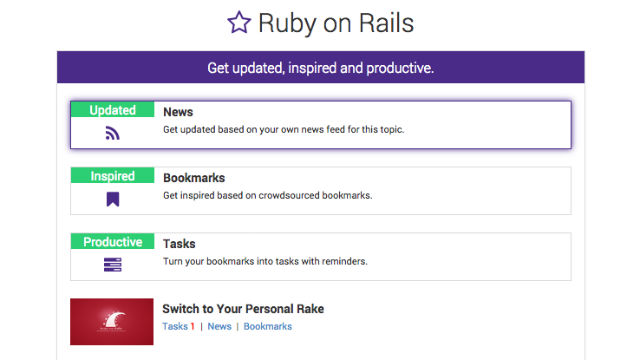 Ruby on Rails
Get updated, inspired and productive.
Updated
News
Get updated based on your own news feed for this topic.
Inspired
Bookmarks
Get inspired based on crowdsourced bookmarks.
Productive
Tasks
Turn your bookmarks into tasks with reminders.
Switch to Your Personal Rake
Tasks 1 | News | Bookmarks